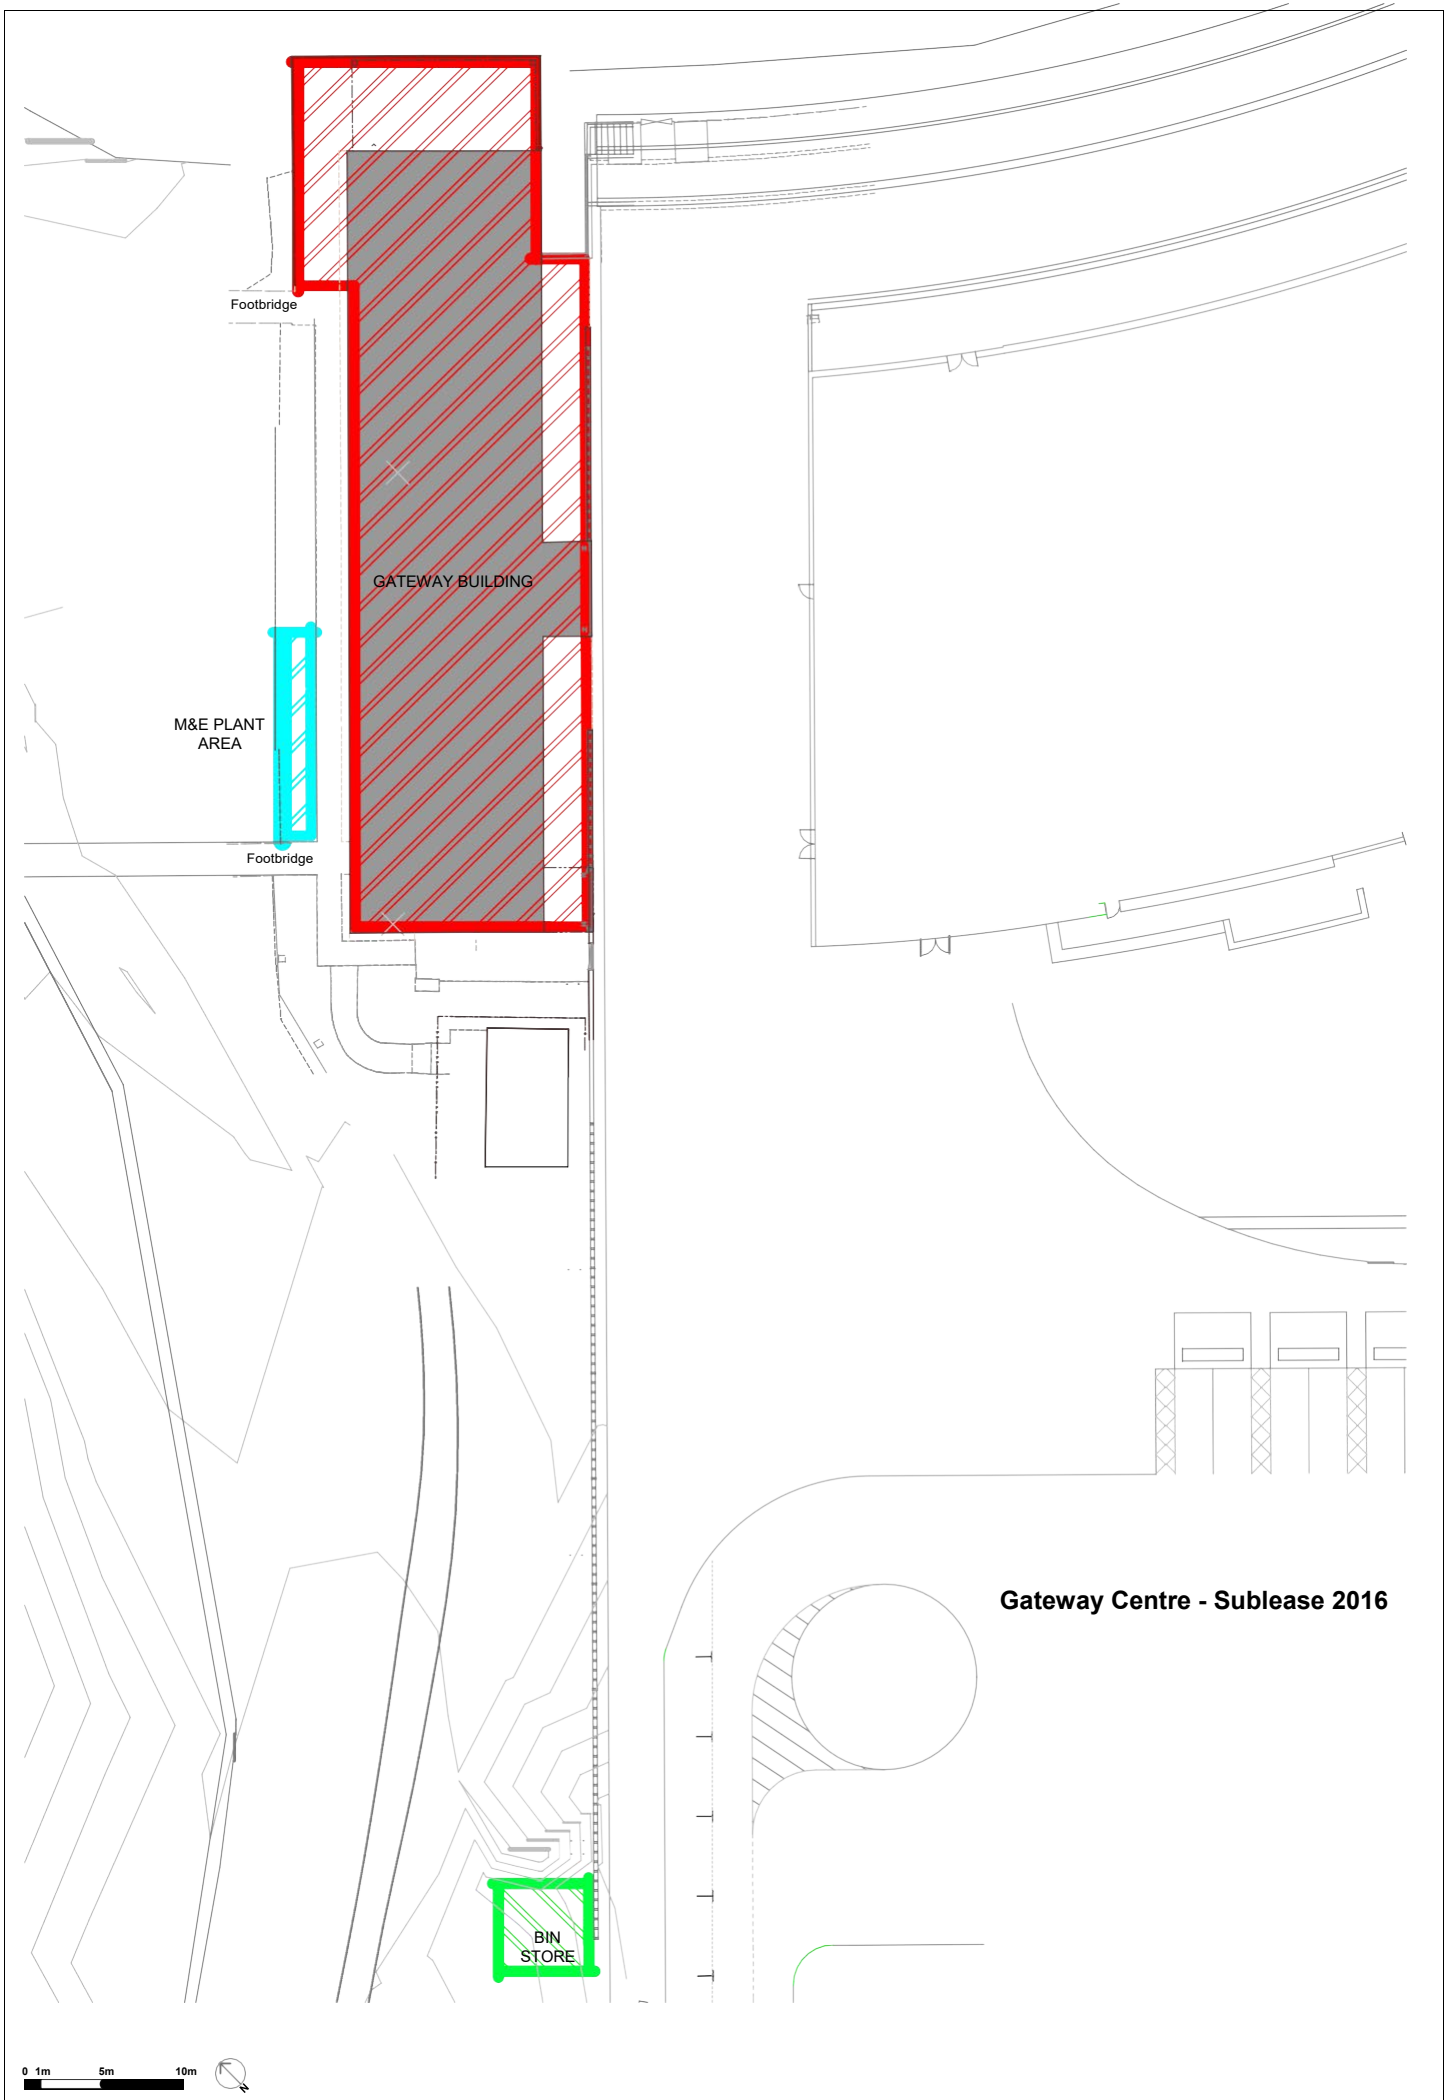 Footbridge
GATEWAY BUILDING
M&E PLANT
AREA
Footbridge
Gateway Centre - Sublease 2016
BIN
STORE
0 1m 5m 10m
N